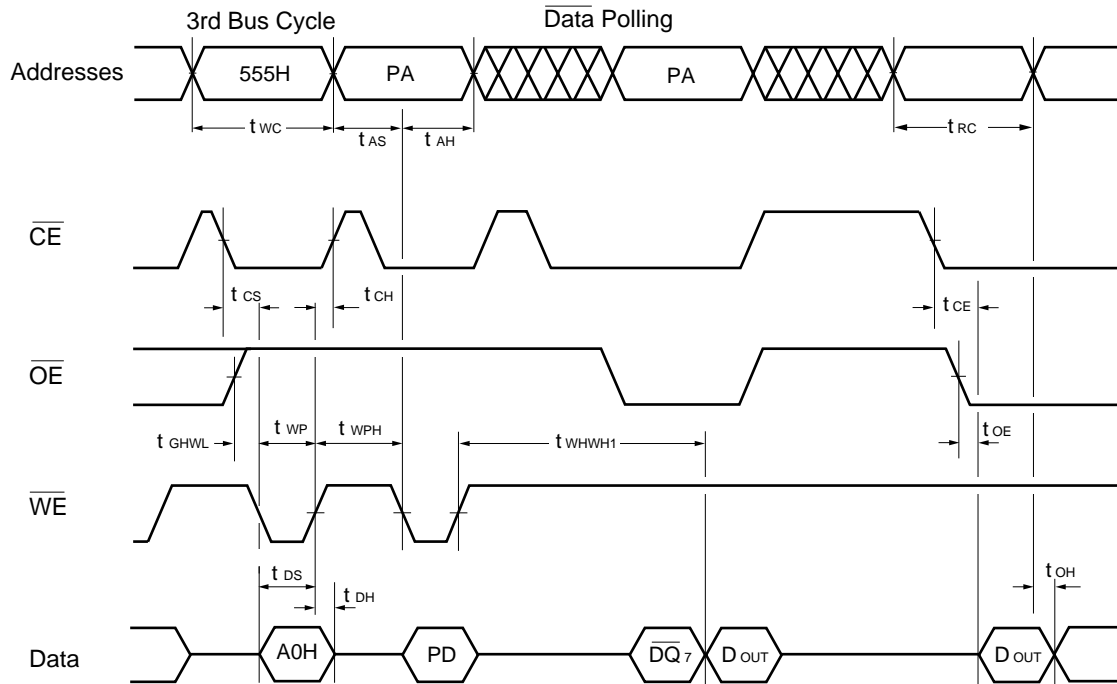 3rd Bus Cycle Data Polling
Addresses 555H PA PA
t WC t AS t AH t RC
CE
t CS t CH t CE
OE
t GHWL t WP t WPH t WHWH1 t OE
WE
t DS t DH t OH
Data A0H PD DQ 7 D OUT D OUT